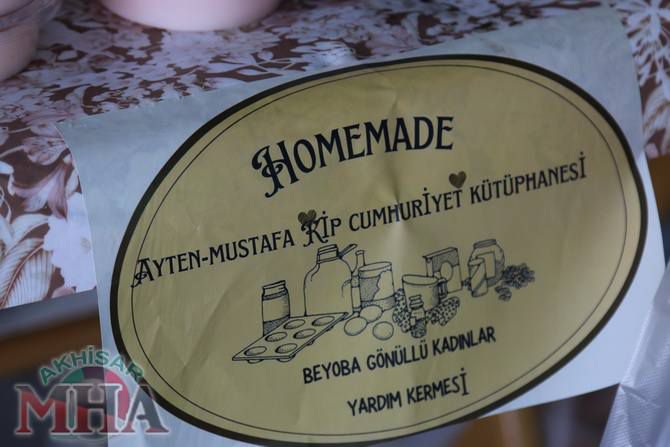 HOMEMADE
AYTEN-MUSTAFA KİP CUMHURİYET KÜTÜPHANESİ
BEYOBA GÖNÜLLÜ KADINLAR
YARDIM KERMESİ
AKHİSAR
MHA